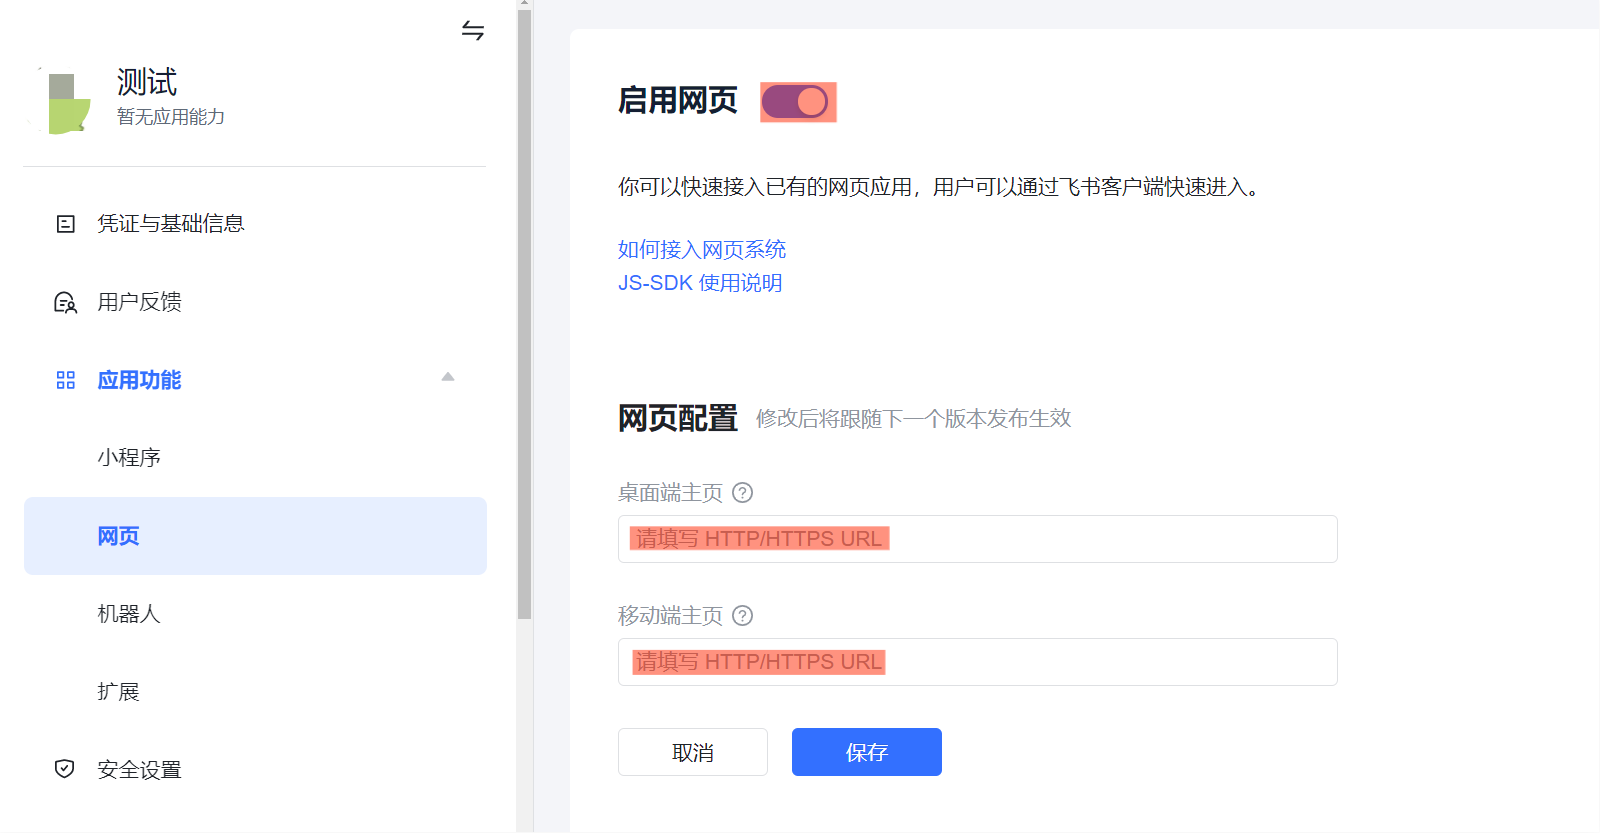 测试
暂无应用能力
凭证与基础信息
用户反馈
应用功能
小程序
网页
机器人
扩展
安全设置
启用网页
你可以快速接入已有的网页应用，用户可以通过飞书客户端快速进入。
如何接入网页系统
JS-SDK 使用说明
网页配置 修改后将跟随下一个版本发布生效
桌面端主页 ?
请填写 HTTP/HTTPS URL
移动端主页 ?
请填写 HTTP/HTTPS URL
取消 保存